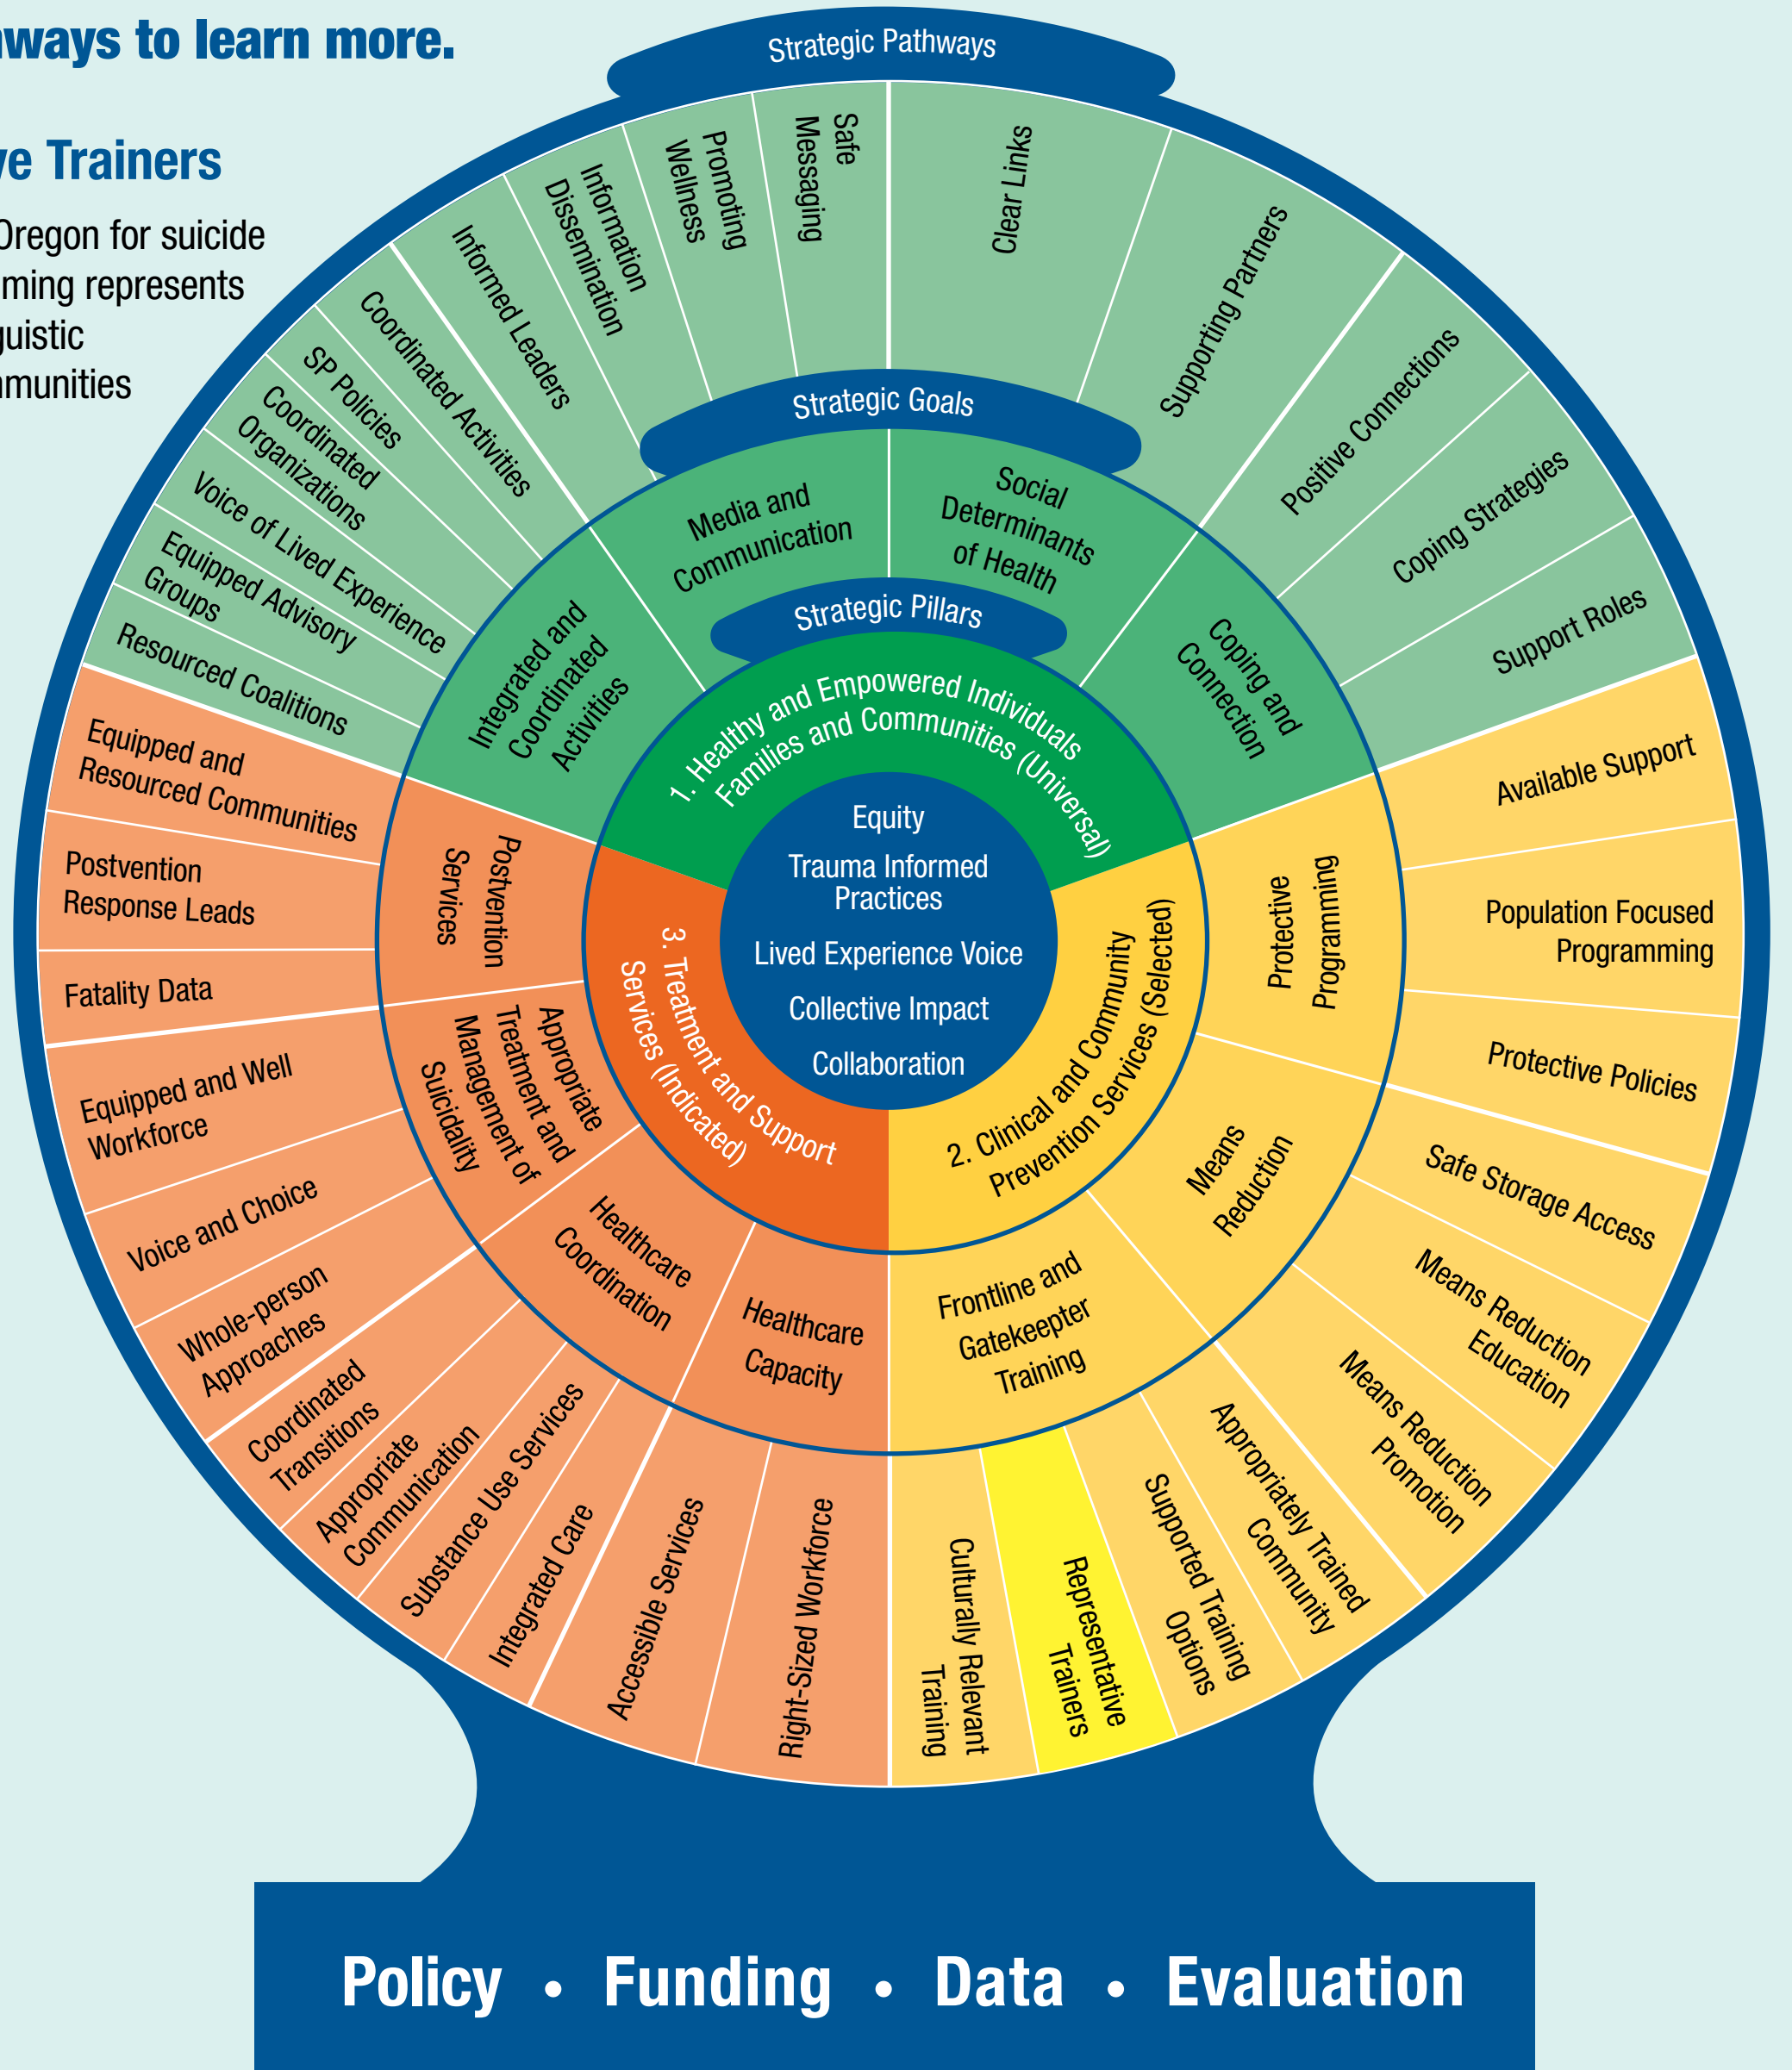 ways to learn more.
ve Trainers
Oregon for suicide
ming represents
guistic
mmunities
Strategic Pathways
Safe
Messaging
Promoting
Wellness
Information
Dissemination
Informed Leaders
Coordinated Activities
SP Policies
Coordinated
Organizations
Voice of Lived Experience
Equipped Advisory
Groups
Resourced Coalitions
Clear Links
Supporting Partners
Positive Connections
Coping Strategies
Support Roles
Strategic Goals
Media and
Communication
Social
Determinants
of Health
Integrated and
Coordinated
Activities
Coping and
Connection
Strategic Pillars
1. Healthy and Empowered Individuals
Families and Communities (Universal)
Equity
Trauma Informed
Practices
Lived Experience Voice
Collective Impact
Collaboration
2. Clinical and Community
Prevention Services (Selected)
3. Treatment and Support
Services (Indicated)
Protective
Programming
Available Support
Population Focused
Programming
Protective Policies
Means
Reduction
Safe Storage Access
Means Reduction
Education
Means Reduction
Promotion
Frontline and
Gatekeepter
Training
Appropriately Trained
Community
Supported Training
Options
Representative
Trainers
Culturally Relevant
Training
Healthcare
Capacity
Right-Sized Workforce
Accessible Services
Healthcare
Coordination
Integrated Care
Substance Use Services
Appropriate
Communication
Coordinated
Transitions
Appropriate
Treatment and
Management of
Suicidality
Whole-person
Approaches
Voice and Choice
Equipped and Well
Workforce
Postvention
Services
Fatality Data
Postvention
Response Leads
Equipped and
Resourced Communities
Policy • Funding • Data • Evaluation